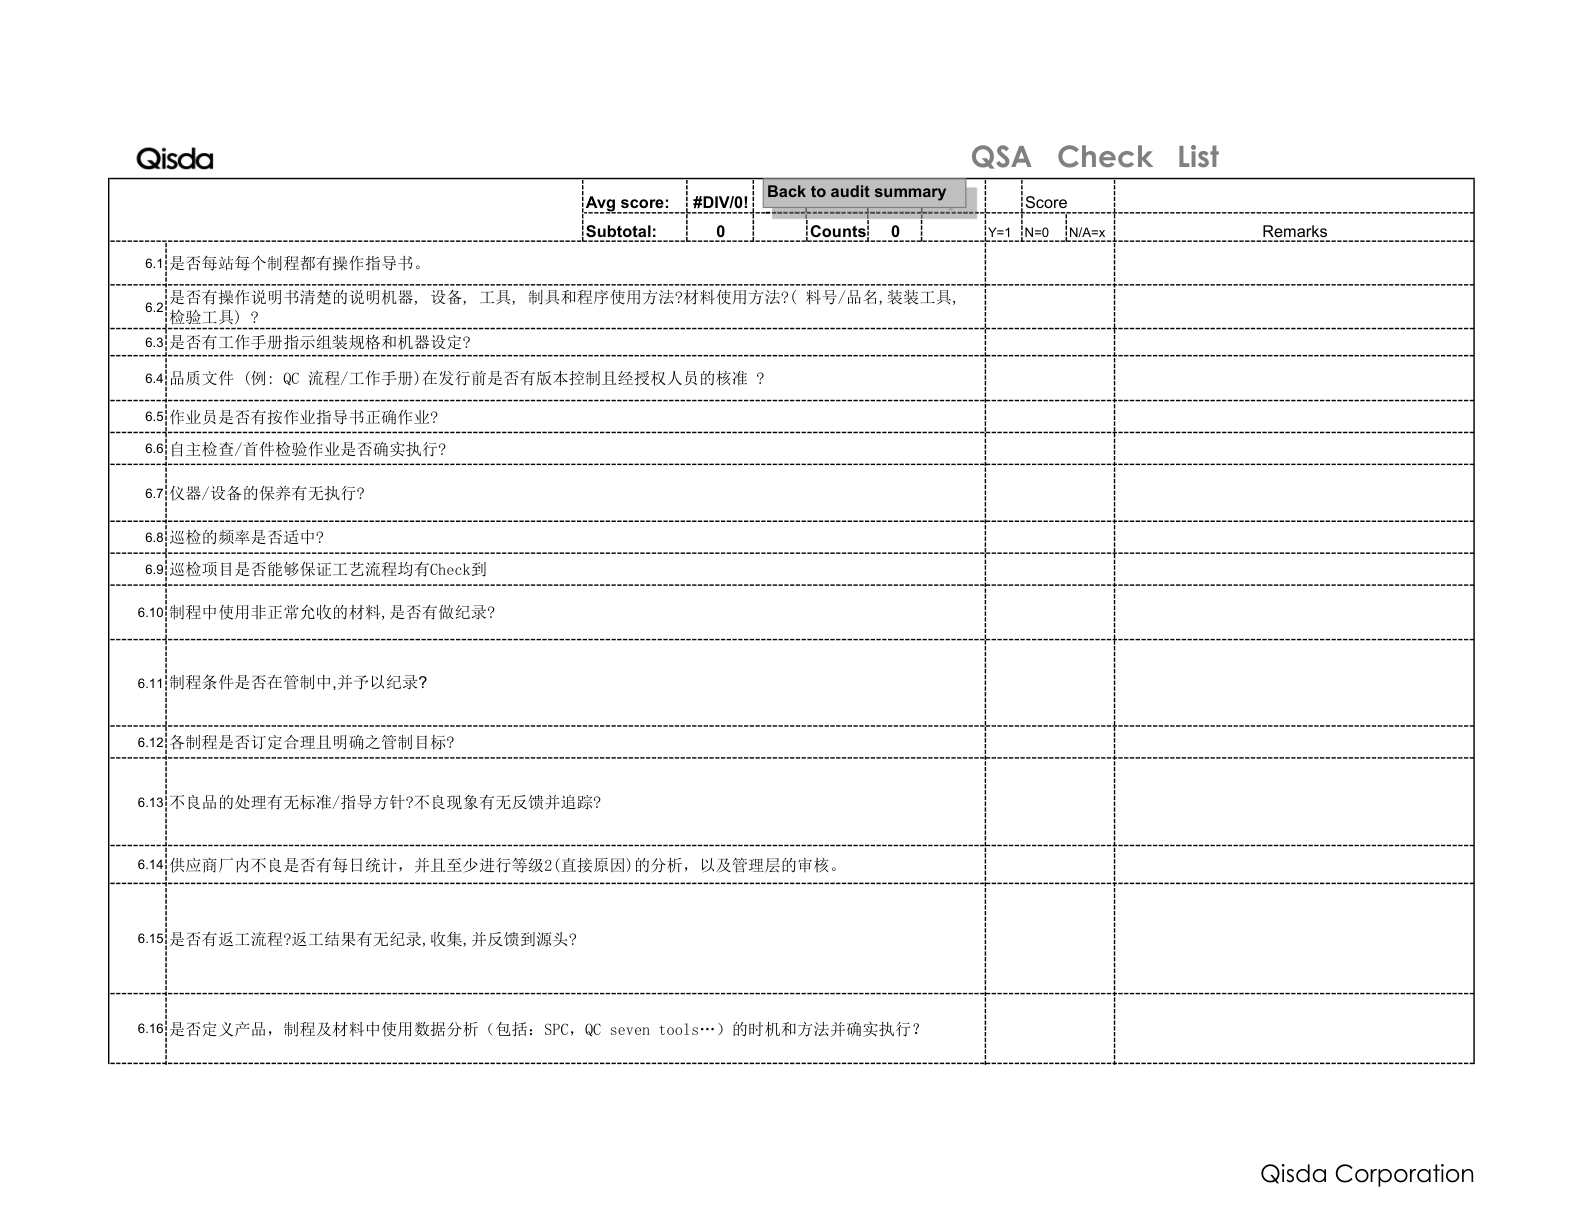 Qisda
QSA Check List
Avg score: #DIV/0! Back to audit summary Score
Subtotal: 0 Counts 0 Y=1 N=0 N/A=x Remarks
6.1 是否每站每个制程都有操作指导书。
6.2 是否有操作说明书清楚的说明机器, 设备, 工具, 制具和程序使用方法?材料使用方法?( 料号/品名,装装工具,
检验工具) ?
6.3 是否有工作手册指示组装规格和机器设定?
6.4 品质文件 (例: QC 流程/工作手册)在发行前是否有版本控制且经授权人员的核准 ?
6.5 作业员是否有按作业指导书正确作业?
6.6 自主检查/首件检验作业是否确实执行?
6.7 仪器/设备的保养有无执行?
6.8 巡检的频率是否适中?
6.9 巡检项目是否能够保证工艺流程均有Check到
6.10 制程中使用非正常允收的材料,是否有做纪录?
6.11 制程条件是否在管制中,并予以纪录?
6.12 各制程是否订定合理且明确之管制目标?
6.13 不良品的处理有无标准/指导方针?不良现象有无反馈并追踪?
6.14 供应商厂内不良是否有每日统计，并且至少进行等级2(直接原因)的分析，以及管理层的审核。
6.15 是否有返工流程?返工结果有无纪录,收集,并反馈到源头?
6.16 是否定义产品，制程及材料中使用数据分析（包括：SPC，QC seven tools…）的时机和方法并确实执行？
Qisda Corporation